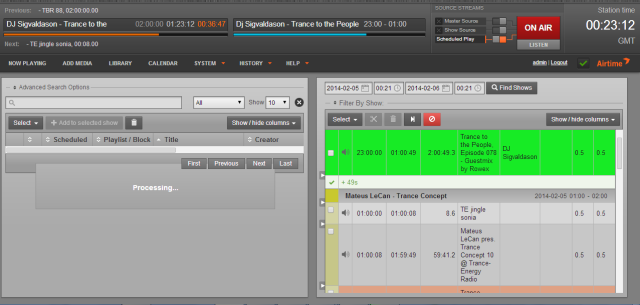 Previous: - TBR 88, 02:00:00.00
DJ Sigvaldason - Trance to the 02:00:00 01:23:12 00:36:47
Dj Sigvaldason - Trance to the People 23:00 - 01:00
Next: - TE jingle sonia, 00:08.00
SOURCE STREAMS
Master Source
Show Source
Scheduled Play
ON AIR
LISTEN
Station time
00:23:12
GMT
NOW PLAYING ADD MEDIA LIBRARY CALENDAR SYSTEM HISTORY HELP
admin | Logout
Airtime
Advanced Search Options
All
Show 10
Select
+ Add to selected show
Show / hide columns
Scheduled Playlist / Block Title Creator
First Previous Next Last
Processing...
2014-02-05 00:21 2014-02-06 00:21 Find Shows
Filter By Show:
Select
Show / hide columns
23:00:00 01:00:49 2:00:49.3
Trance to
the People,
Episode 078
- Guestmix
by Rowex
DJ
Sigvaldason
0.5 0.5
+ 49s
Mateus LeCan - Trance Concept 2014-02-05 01:00 - 02:00
01:00:00 01:00:08 8.6
TE jingle
sonia
0.5 0.5
01:00:08 01:59:49 59:41.2
Mateus
LeCan pres
Trance
Concept 10
@ Trance-
Energy
Radio
0.5 0.5
Trance